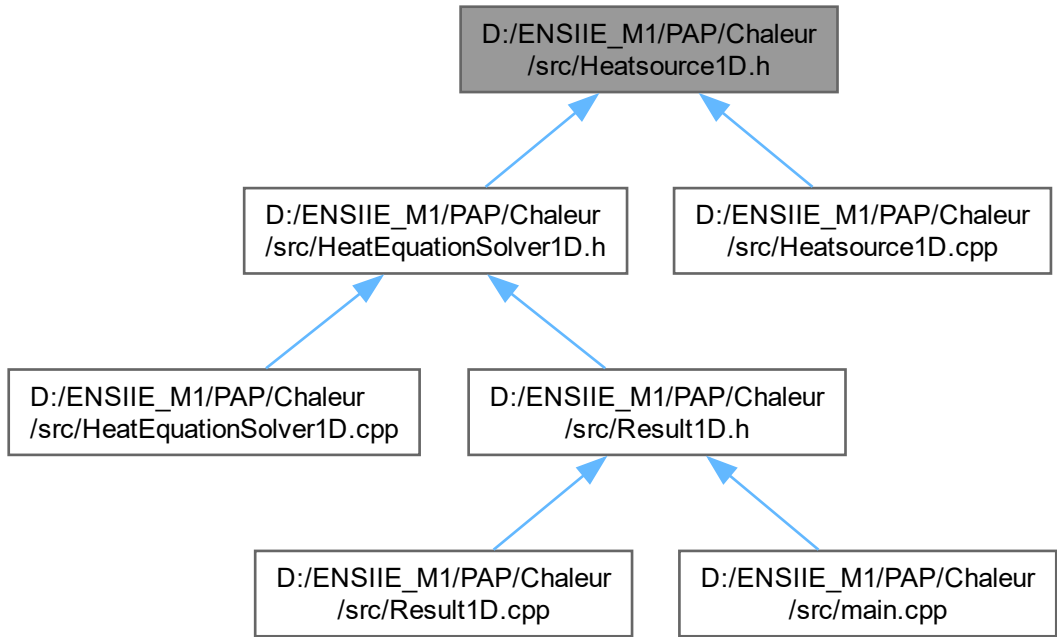 D:/ENSIIE_M1/PAP/Chaleur
/src/Heatsource1D.h
D:/ENSIIE_M1/PAP/Chaleur
/src/HeatEquationSolver1D.h
D:/ENSIIE_M1/PAP/Chaleur
/src/Heatsource1D.cpp
D:/ENSIIE_M1/PAP/Chaleur
/src/HeatEquationSolver1D.cpp
D:/ENSIIE_M1/PAP/Chaleur
/src/Result1D.h
D:/ENSIIE_M1/PAP/Chaleur
/src/Result1D.cpp
D:/ENSIIE_M1/PAP/Chaleur
/src/main.cpp